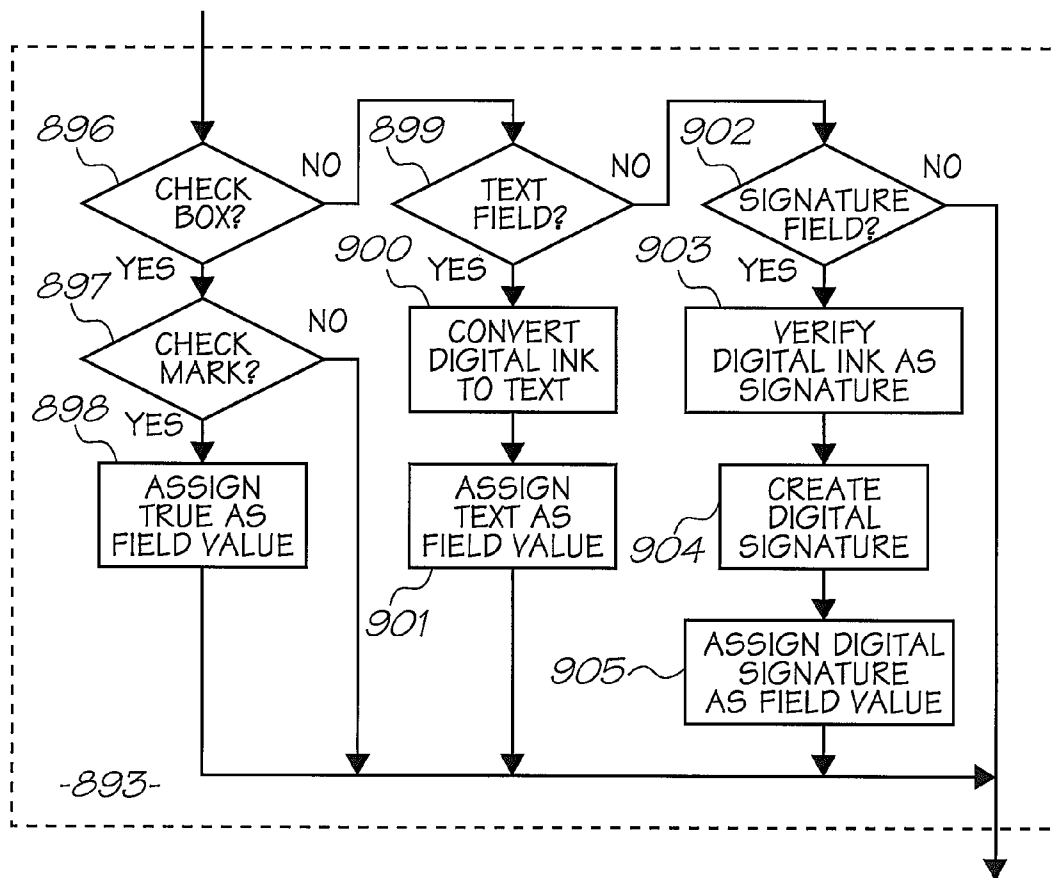 896
CHECK
BOX?
NO
YES
897
CHECK
MARK?
NO
YES
898
ASSIGN
TRUE AS
FIELD VALUE
899
TEXT
FIELD?
NO
YES
900
CONVERT
DIGITAL INK
TO TEXT
ASSIGN
TEXT AS
FIELD VALUE
901
902
SIGNATURE
FIELD?
NO
YES
903
VERIFY
DIGITAL INK AS
SIGNATURE
CREATE
DIGITAL
SIGNATURE
904
ASSIGN DIGITAL
SIGNATURE
AS FIELD VALUE
905
-893-